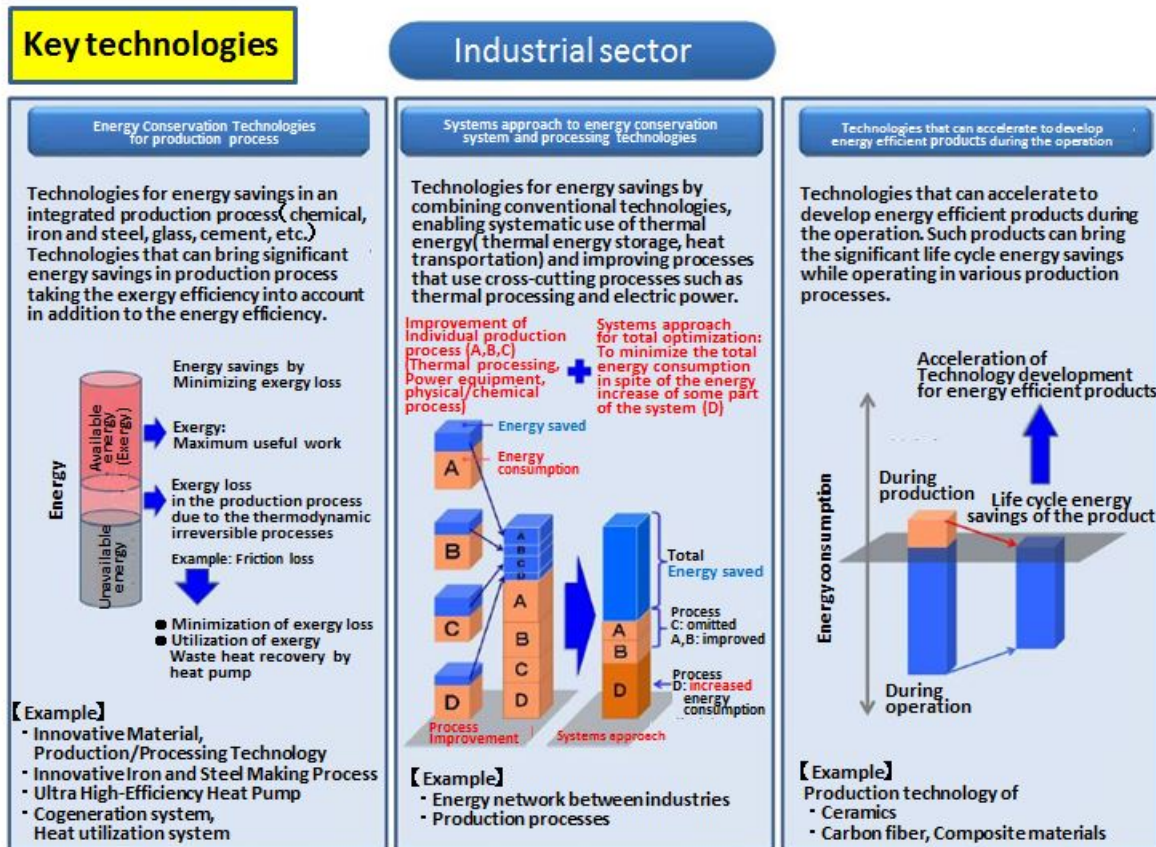 Key technologies
Industrial sector
Energy Conservation Technologies
for production process
Technologies for energy savings in an
integrated production process( chemical,
iron and steel, glass, cement, etc.)
Technologies that can bring significant
energy savings in production process
taking the exergy efficiency into account
in addition to the energy efficiency.
Energy savings by
Minimizing exergy loss
Energy
Available
energy
(Exergy)
Unavailable
energy
Exergy:
Maximum useful work
Exergy loss
in the production process
due to the thermodynamic
irreversible processes
Example: Friction loss
● Minimization of exergy loss
● Utilization of exergy
Waste heat recovery by
heat pump
【Example】
・Innovative Material,
Production/Processing Technology
・Innovative Iron and Steel Making Process
・Ultra High-Efficiency Heat Pump
・Cogeneration system,
Heat utilization system
Systems approach to energy conservation
system and processing technologies
Technologies for energy savings by
combining conventional technologies,
enabling systematic use of thermal
energy( thermal energy storage, heat
transportation) and improving processes
that use cross-cutting processes such as
thermal processing and electric power.
Improvement of
Individual production
process (A,B,C)
(Thermal processing,
Power equipment,
physical/chemical
process)
Systems approach
for total optimization:
To minimize the total
energy consumption
in spite of the energy
increase of some part
of the system (D)
Energy saved
Energy
consumption
A
B
C
D
A
B
C
D
A
B
C
D
Process
Improvement
A
B
D
Systems approach
Total
Energy saved
Process
C: omitted
A,B: improved
Process
D: increased
energy
consumption
【Example】
・Energy network between industries
・Production processes
Technologies that can accelerate to develop
energy efficient products during the operation
Technologies that can accelerate to
develop energy efficient products during
the operation. Such products can bring
the significant life cycle energy savings
while operating in various production
processes.
Acceleration of
Technology development
for energy efficient products
Energy consumption
During
production
Life cycle energy
savings of the product
During
operation
【Example】
Production technology of
・Ceramics
・Carbon fiber, Composite materials